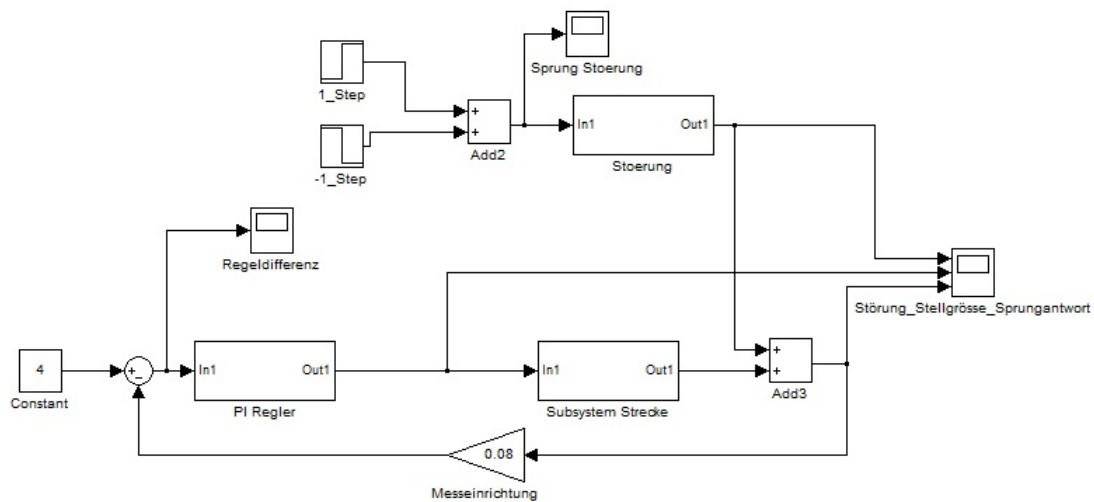 Sprung Stoerung
1_Step
+
+
Add2
In1
Out1
Stoerung
-1_Step
Regeldifferenz
Störung_Stellgrösse_Sprungantwort
4
Constant
+
−
In1
Out1
PI Regler
In1
Out1
Subsystem Strecke
+
+
Add3
0.08
Messeinrichtung